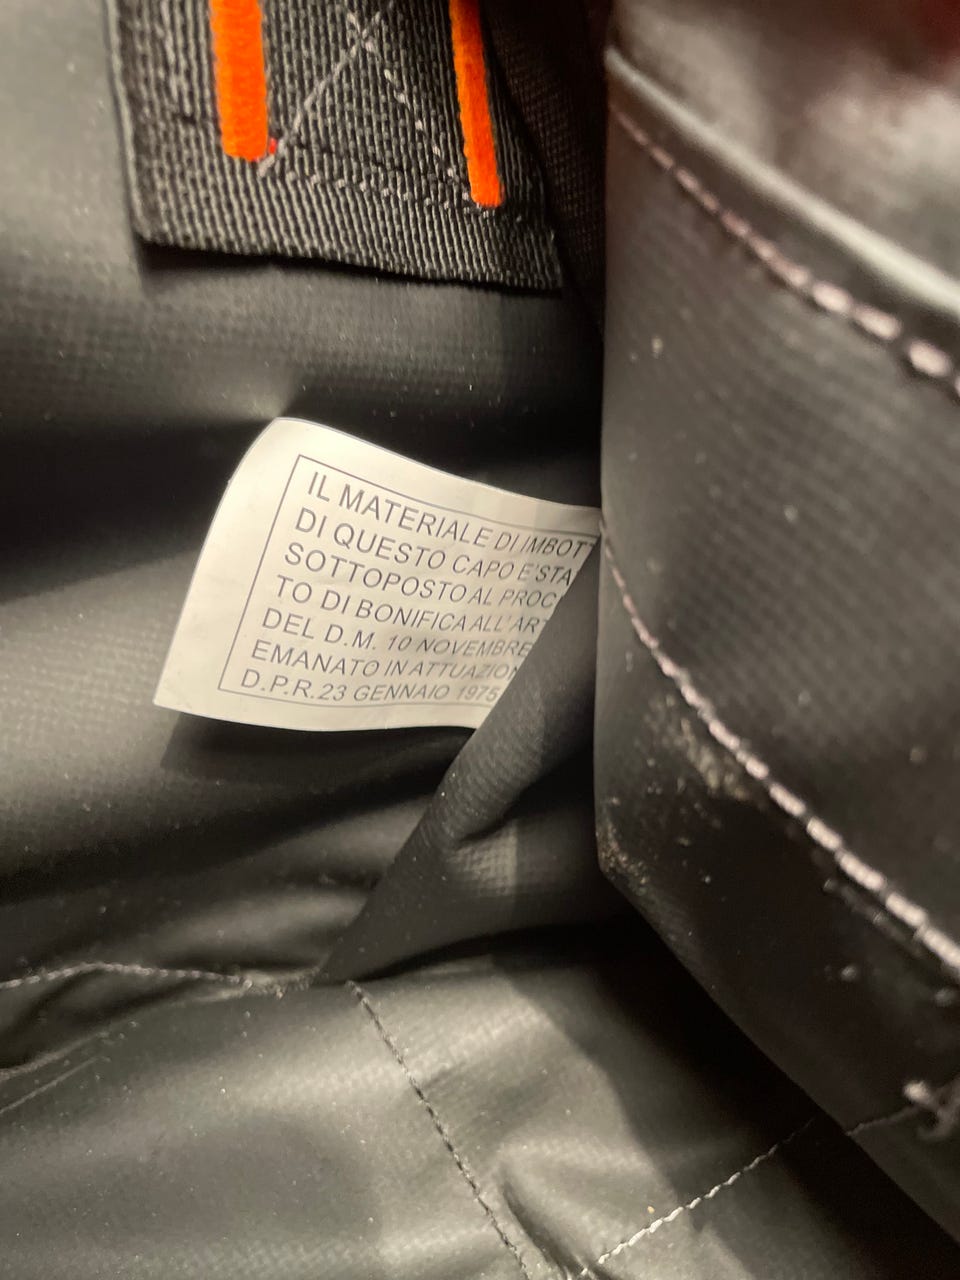 IL MATERIALE DI IMBOT
DI QUESTO CAPO E'STA
SOTTOPOSTO AL PROC
TO DI BONIFICA ALL'ART
DEL D.M. 10 NOVEMBRE
EMANATO IN ATTUAZION
D.P.R. 23 GENNAIO 1975